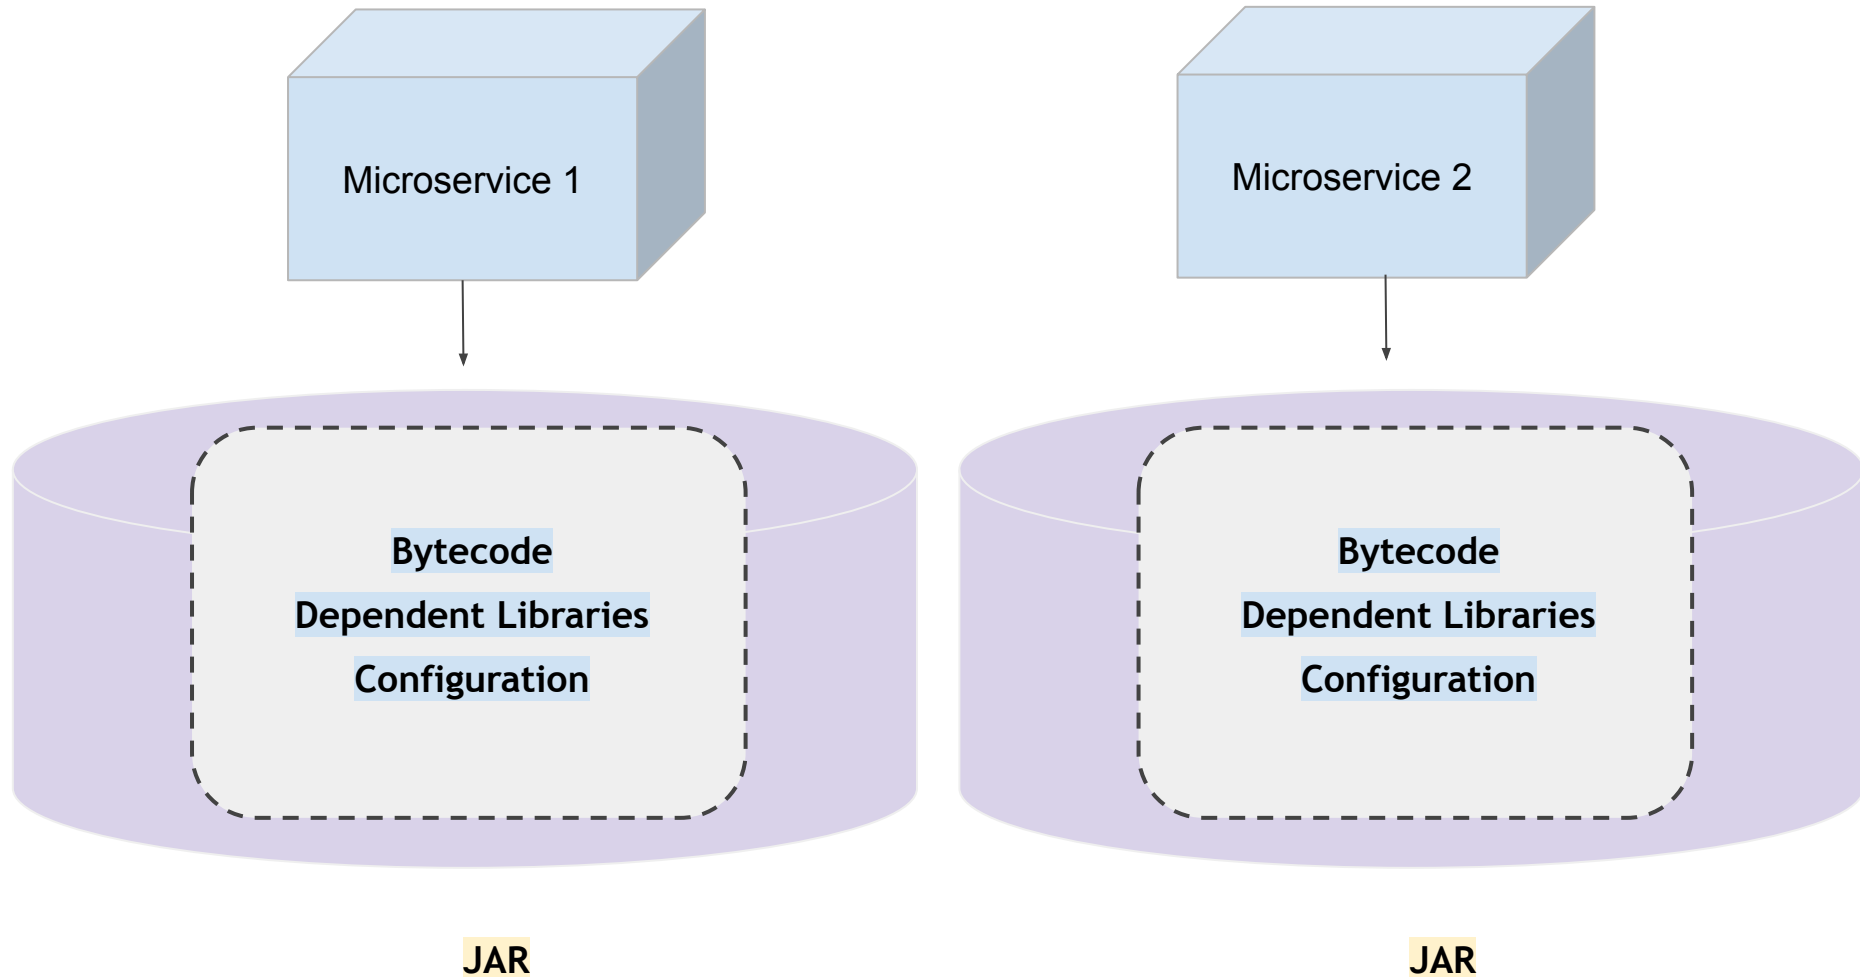 Microservice 1
Microservice 2
Bytecode
Dependent Libraries
Configuration
Bytecode
Dependent Libraries
Configuration
JAR
JAR